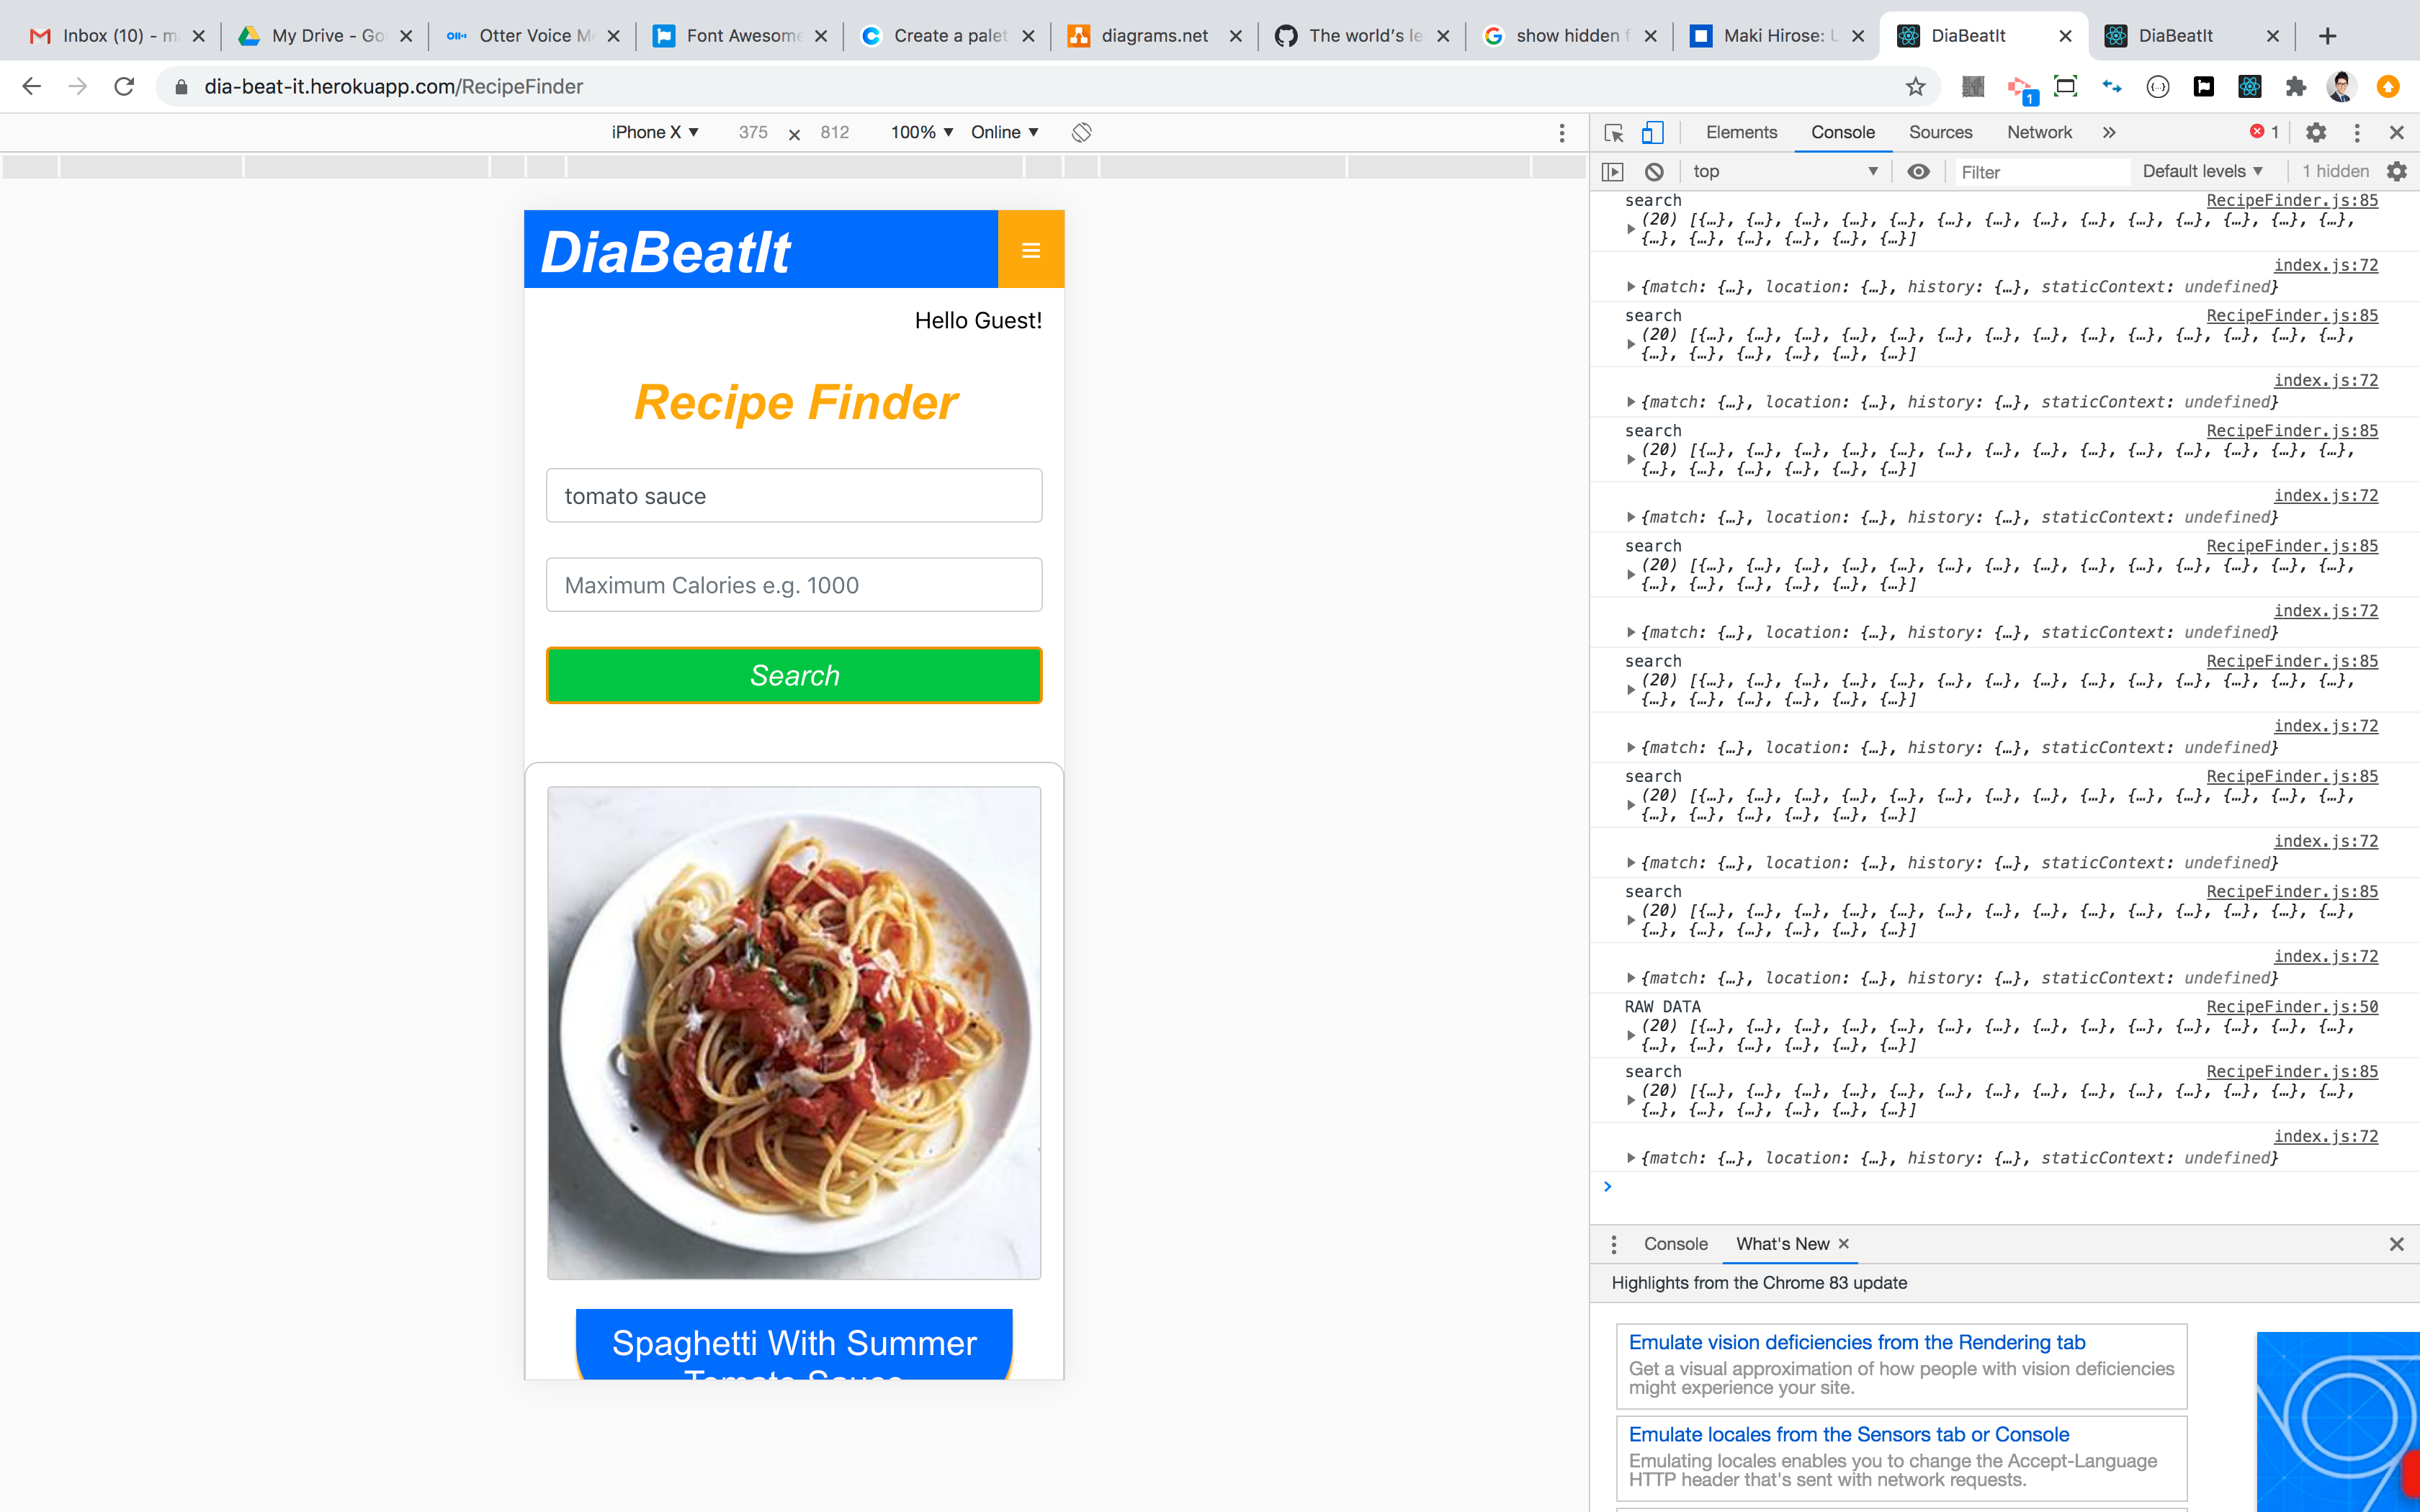 Inbox (10) - m
My Drive - Go
Otter Voice M
Font Awesome
Create a palet
diagrams.net
The world's le
show hidden f
Maki Hirose: U
DiaBeatIt
DiaBeatIt
dia-beat-it.herokuapp.com/RecipeFinder
1
iPhone X ▼ 375 × 812 100% ▼ Online ▼
DiaBeatIt
Hello Guest!
Recipe Finder
tomato sauce
Maximum Calories e.g. 1000
Search
Spaghetti With Summer
Tomato Sauce
Elements Console Sources Network » 1
top Filter Default levels ▼ 1 hidden
search RecipeFinder.js:85
(20) [{…}, {…}, {…}, {…}, {…}, {…}, {…}, {…}, {…}, {…}, {…}, {…}, {…}, {…},
{…}, {…}, {…}, {…}, {…}, {…}]
index.js:72
{match: {…}, location: {…}, history: {…}, staticContext: undefined}
search RecipeFinder.js:85
(20) [{…}, {…}, {…}, {…}, {…}, {…}, {…}, {…}, {…}, {…}, {…}, {…}, {…}, {…},
{…}, {…}, {…}, {…}, {…}, {…}]
index.js:72
{match: {…}, location: {…}, history: {…}, staticContext: undefined}
search RecipeFinder.js:85
(20) [{…}, {…}, {…}, {…}, {…}, {…}, {…}, {…}, {…}, {…}, {…}, {…}, {…}, {…},
{…}, {…}, {…}, {…}, {…}, {…}]
index.js:72
{match: {…}, location: {…}, history: {…}, staticContext: undefined}
search RecipeFinder.js:85
(20) [{…}, {…}, {…}, {…}, {…}, {…}, {…}, {…}, {…}, {…}, {…}, {…}, {…}, {…},
{…}, {…}, {…}, {…}, {…}, {…}]
index.js:72
{match: {…}, location: {…}, history: {…}, staticContext: undefined}
search RecipeFinder.js:85
(20) [{…}, {…}, {…}, {…}, {…}, {…}, {…}, {…}, {…}, {…}, {…}, {…}, {…}, {…},
{…}, {…}, {…}, {…}, {…}, {…}]
index.js:72
{match: {…}, location: {…}, history: {…}, staticContext: undefined}
search RecipeFinder.js:85
(20) [{…}, {…}, {…}, {…}, {…}, {…}, {…}, {…}, {…}, {…}, {…}, {…}, {…}, {…},
{…}, {…}, {…}, {…}, {…}, {…}]
index.js:72
{match: {…}, location: {…}, history: {…}, staticContext: undefined}
search RecipeFinder.js:85
(20) [{…}, {…}, {…}, {…}, {…}, {…}, {…}, {…}, {…}, {…}, {…}, {…}, {…}, {…},
{…}, {…}, {…}, {…}, {…}, {…}]
index.js:72
{match: {…}, location: {…}, history: {…}, staticContext: undefined}
RAW DATA RecipeFinder.js:50
(20) [{…}, {…}, {…}, {…}, {…}, {…}, {…}, {…}, {…}, {…}, {…}, {…}, {…}, {…},
{…}, {…}, {…}, {…}, {…}, {…}]
search RecipeFinder.js:85
(20) [{…}, {…}, {…}, {…}, {…}, {…}, {…}, {…}, {…}, {…}, {…}, {…}, {…}, {…},
{…}, {…}, {…}, {…}, {…}, {…}]
index.js:72
{match: {…}, location: {…}, history: {…}, staticContext: undefined}
Console What's New
Highlights from the Chrome 83 update
Emulate vision deficiencies from the Rendering tab
Get a visual approximation of how people with vision deficiencies
might experience your site.
Emulate locales from the Sensors tab or Console
Emulating locales enables you to change the Accept-Language
HTTP header that's sent with network requests.